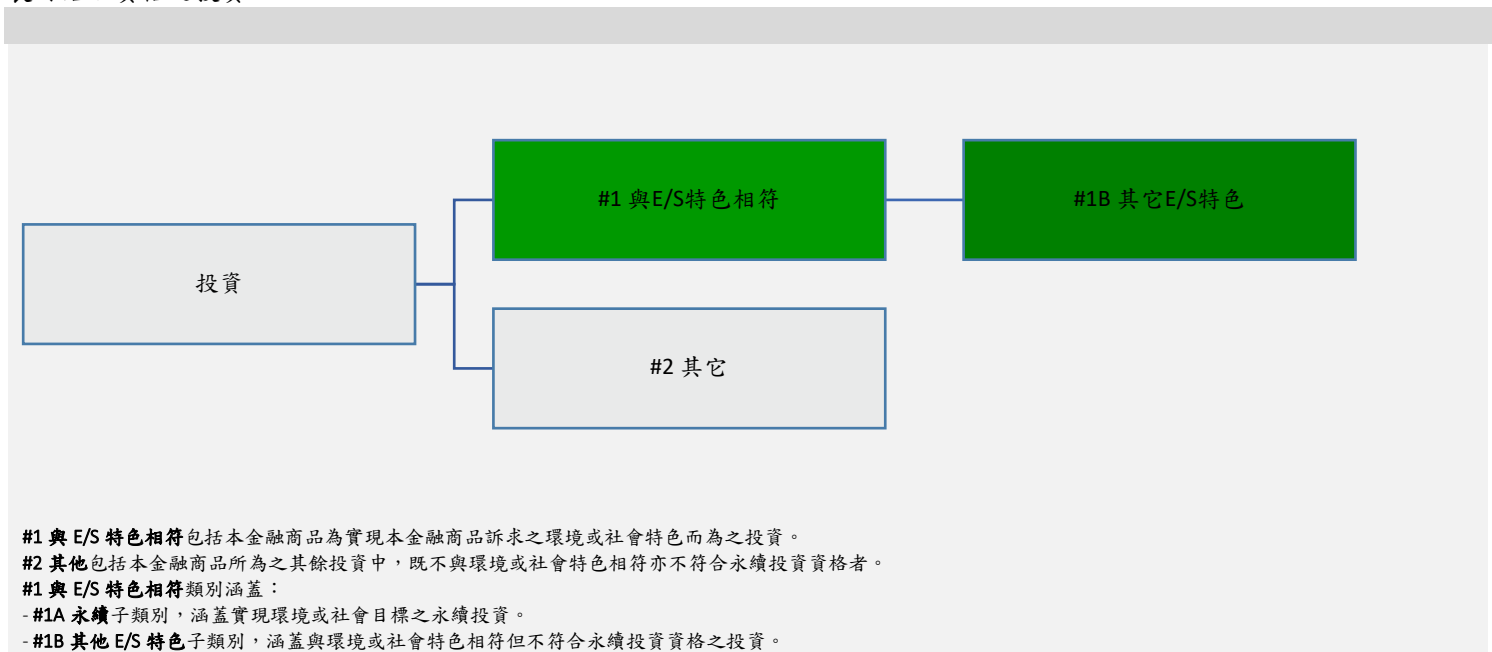 #1 與E/S特色相符
#1B 其它E/S特色
投資
#2 其它
#1 與 E/S 特色相符包括本金融商品為實現本金融商品訴求之環境或社會特色而為之投資。
#2 其他包括本金融商品所為之其餘投資中，既不與環境或社會特色相符亦不符合永續投資資格者。
#1 與 E/S 特色相符類別涵蓋：
- #1A 永續子類別，涵蓋實現環境或社會目標之永續投資。
- #1B 其他 E/S 特色子類別，涵蓋與環境或社會特色相符但不符合永續投資資格之投資。